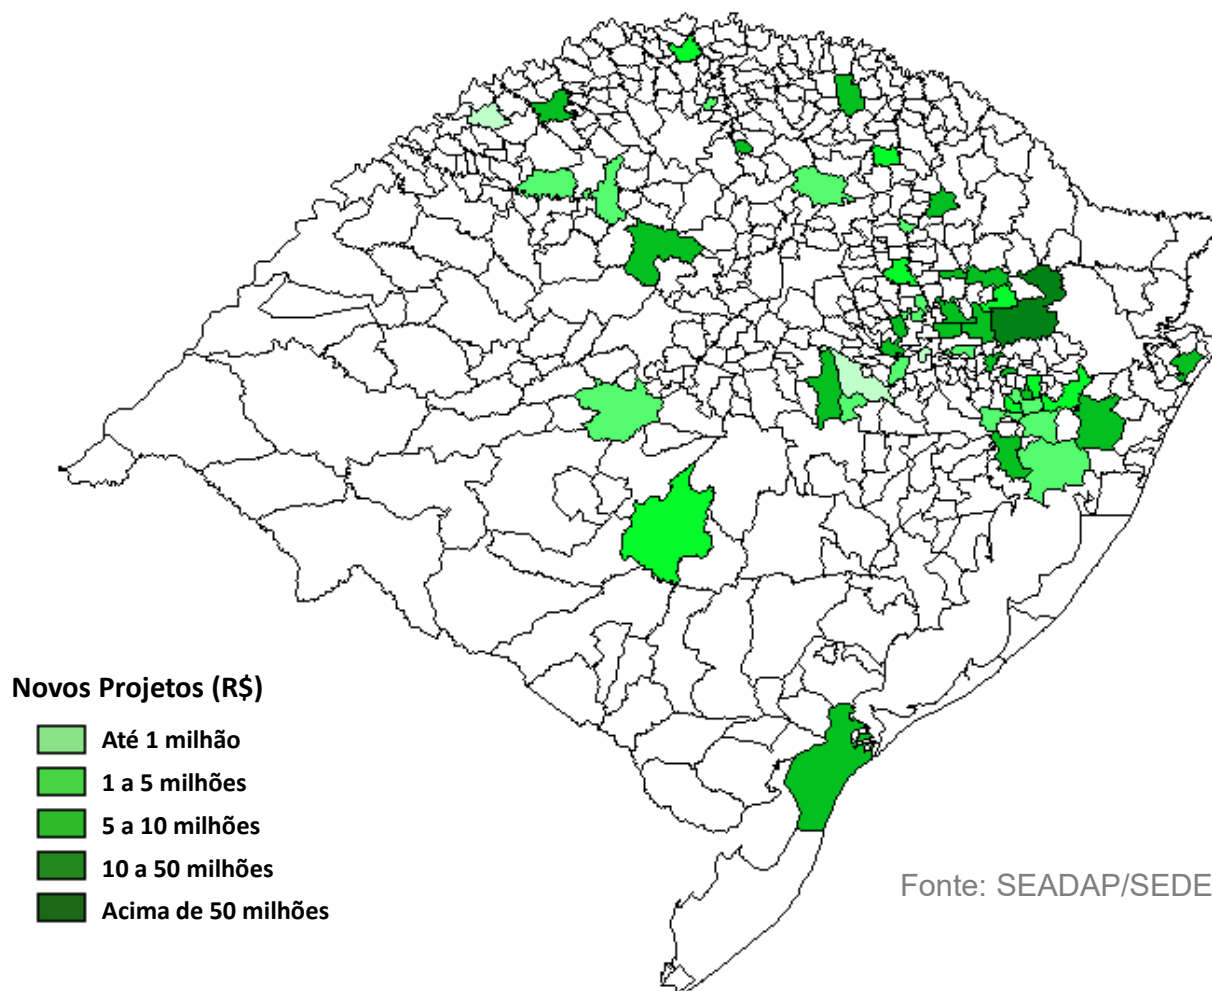 Novos Projetos (R$)
Até 1 milhão
1 a 5 milhões
5 a 10 milhões
10 a 50 milhões
Acima de 50 milhões
Fonte: SEADAP/SEDE